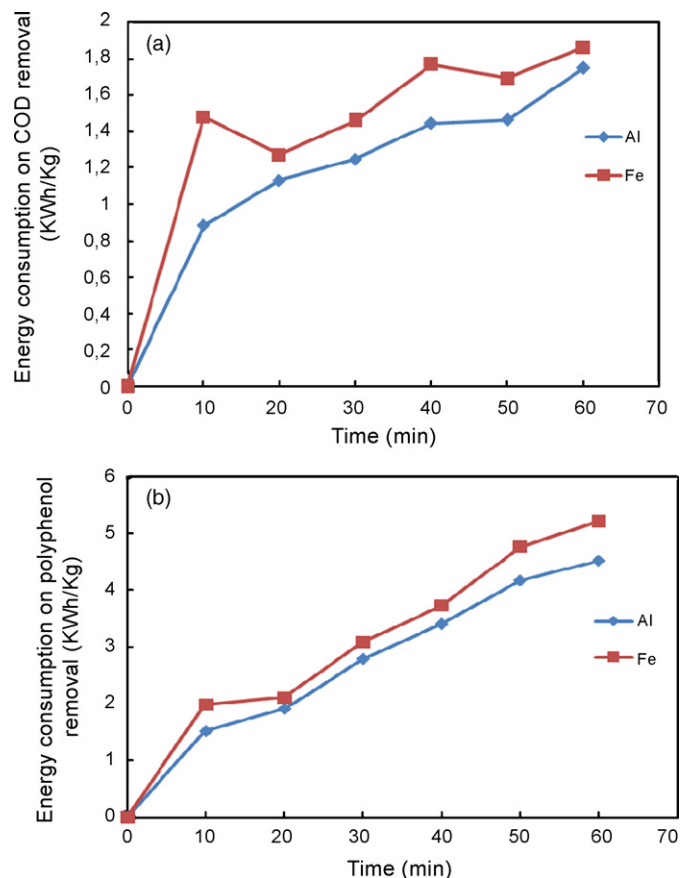 (a)
Energy consumption on COD removal
(KWh/Kg)
2
1,8
1,6
1,4
1,2
1
0,8
0,6
0,4
0,2
0
0 10 20 30 40 50 60 70
Time (min)
Al
Fe
(b)
Energy consumption on polyphenol
removal (KWh/Kg)
6
5
4
3
2
1
0
0 10 20 30 40 50 60 70
Time (min)
Al
Fe